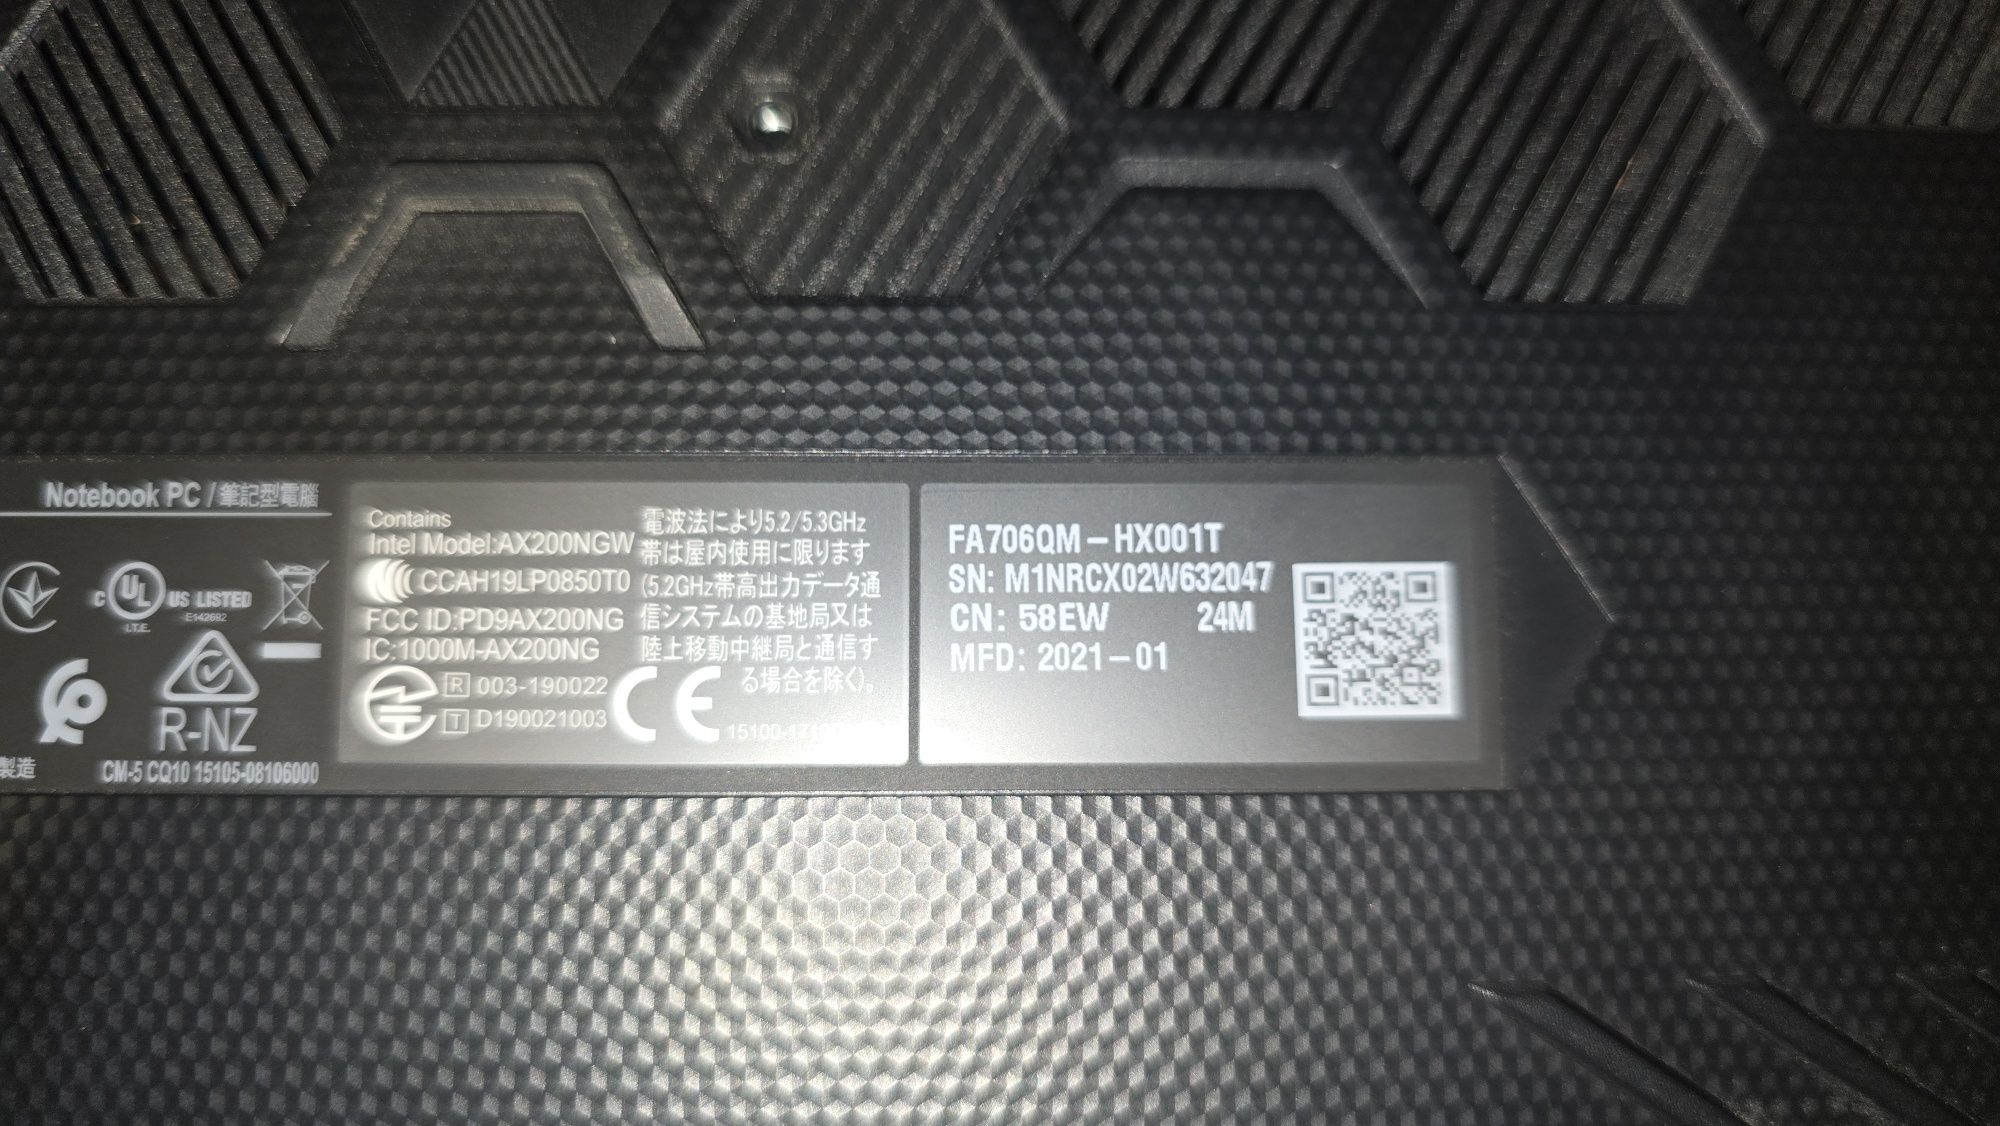 Notebook PC / 筆記型電腦
C UL US LISTED
I.T.E. E142692
R-NZ
製造
CM-5 CQ10 15105-08106000
Contains
Intel Model:AX200NGW
CCAH19LP0850T0
FCC ID:PD9AX200NG
IC:1000M-AX200NG
R 003-190022
T D190021003
電波法により5.2/5.3GHz
帯は屋内使用に限ります
(5.2GHz帯高出力データ通
信システムの基地局又は
陸上移動中継局と通信す
る場合を除く)。
CE
FA706QM-HX001T
SN: M1NRCX02W632047
CN: 58EW 24M
MFD: 2021-01